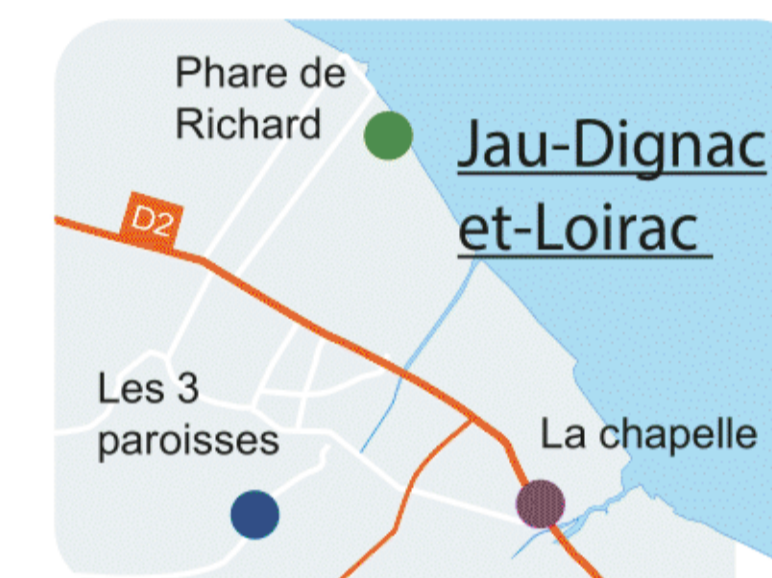 Phare de
Richard
Jau-Dignac
et-Loirac
D2
Les 3
paroisses
La chapelle